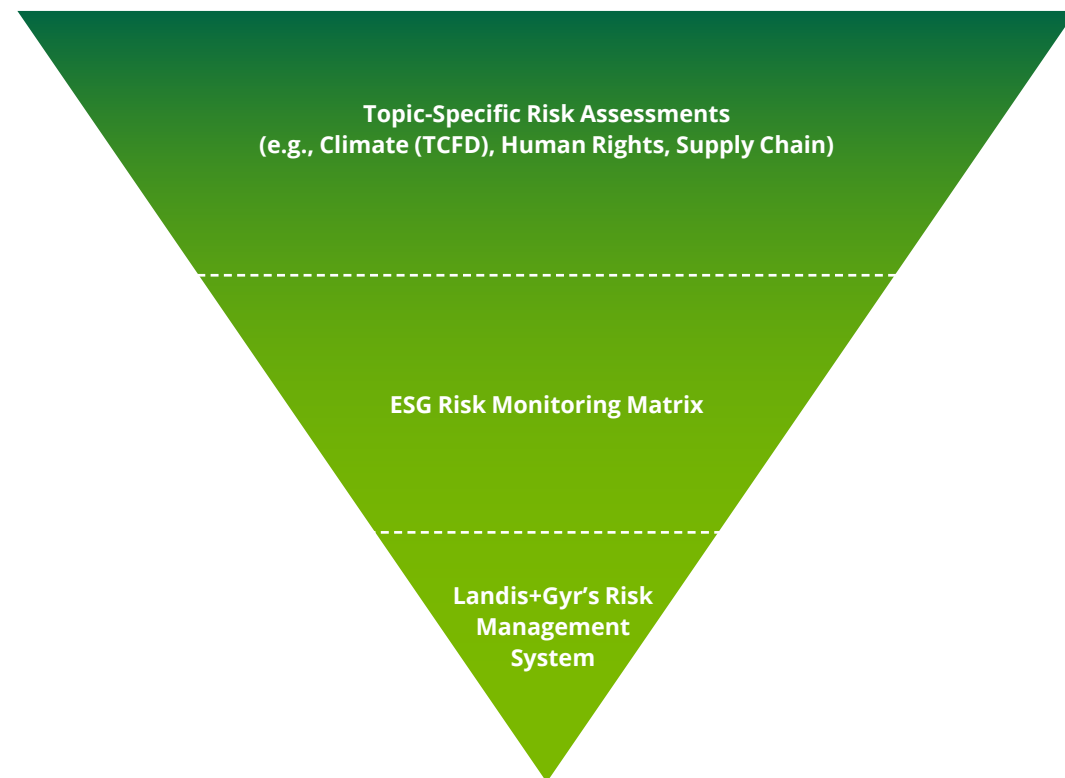 Topic-Specific Risk Assessments
(e.g., Climate (TCFD), Human Rights, Supply Chain)
ESG Risk Monitoring Matrix
Landis+Gyr’s Risk
Management
System